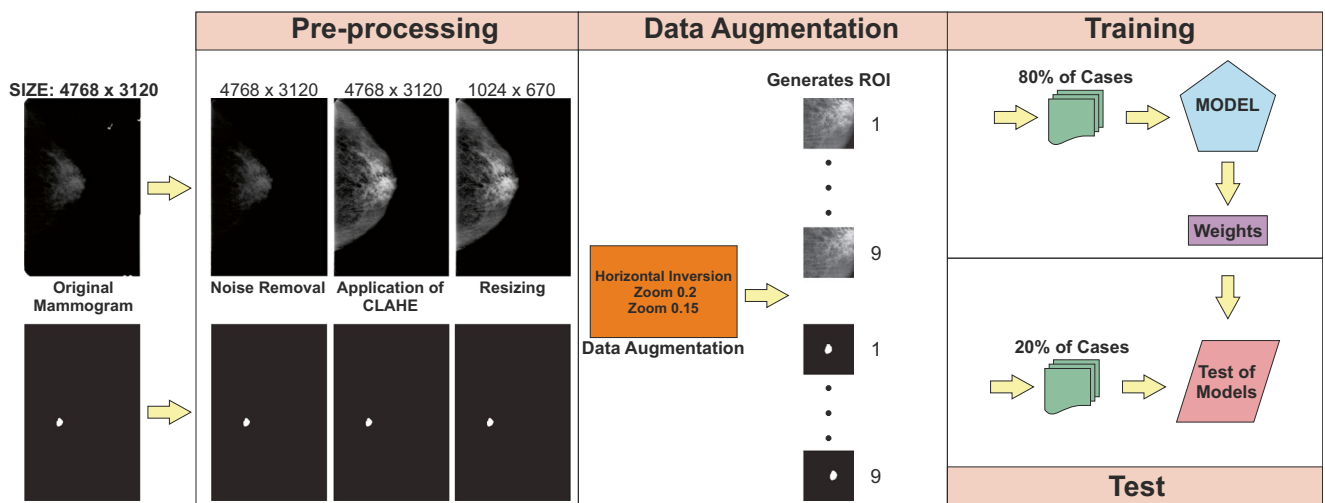 Pre-processing
Data Augmentation
Training
SIZE: 4768 x 3120
4768 x 3120
4768 x 3120
1024 x 670
Original
Mammogram
Noise Removal
Application of
CLAHE
Resizing
Horizontal Inversion
Zoom 0.2
Zoom 0.15
Data Augmentation
Generates ROI
1
9
1
9
80% of Cases
MODEL
Weights
20% of Cases
Test of
Models
Test